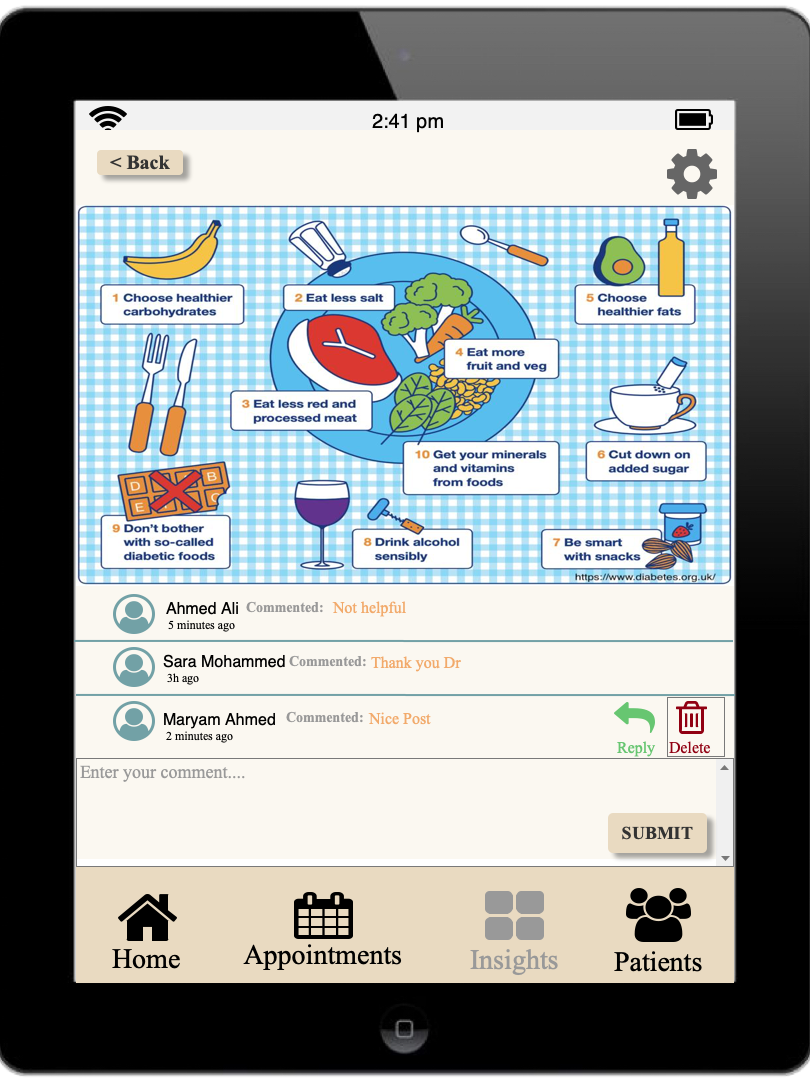 2:41 pm
< Back
1 Choose healthier
carbohydrates
2 Eat less salt
5 Choose
healthier fats
4 Eat more
fruit and veg
3 Eat less red and
processed meat
10 Get your minerals
and vitamins
from foods
6 Cut down on
added sugar
D
B
E
C
9 Don't bother
with so-called
diabetic foods
8 Drink alcohol
sensibly
7 Be smart
with snacks
https://www.diabetes.org.uk/
Ahmed Ali Commented: Not helpful
5 minutes ago
Sara Mohammed Commented: Thank you Dr
3h ago
Maryam Ahmed Commented: Nice Post
2 minutes ago
Reply Delete
Enter your comment....
SUBMIT
Home Appointments Insights Patients